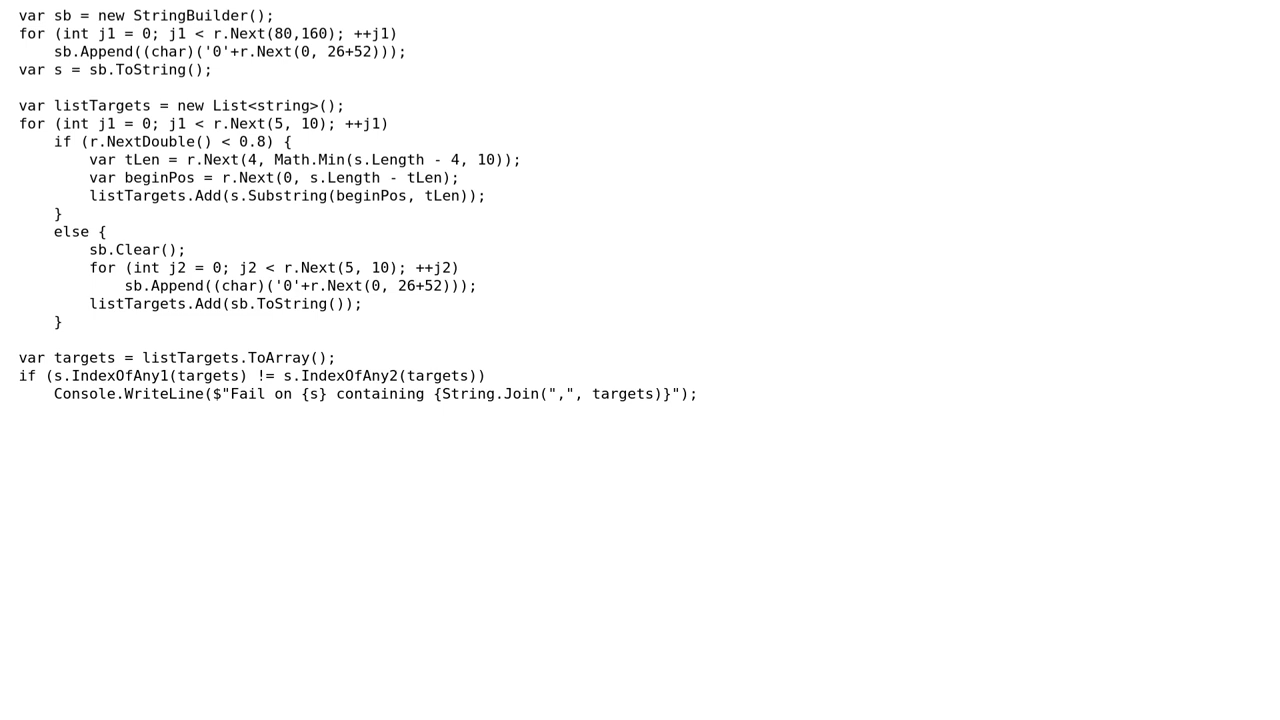 var sb = new StringBuilder();
for (int j1 = 0; j1 < r.Next(80,160); ++j1)
    sb.Append((char)('0'+r.Next(0, 26+52)));
var s = sb.ToString();

var listTargets = new List<string>();
for (int j1 = 0; j1 < r.Next(5, 10); ++j1)
    if (r.NextDouble() < 0.8) {
        var tLen = r.Next(4, Math.Min(s.Length - 4, 10));
        var beginPos = r.Next(0, s.Length - tLen);
        listTargets.Add(s.Substring(beginPos, tLen));
    }
    else {
        sb.Clear();
        for (int j2 = 0; j2 < r.Next(5, 10); ++j2)
            sb.Append((char)('0'+r.Next(0, 26+52)));
        listTargets.Add(sb.ToString());
    }

var targets = listTargets.ToArray();
if (s.IndexOfAny1(targets) != s.IndexOfAny2(targets))
    Console.WriteLine($"Fail on {s} containing {String.Join(",", targets)}");